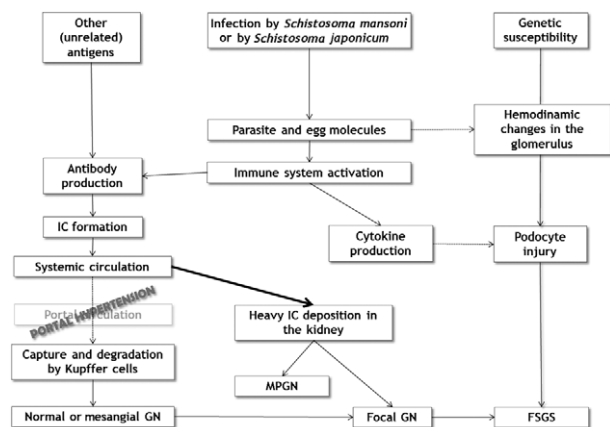 Other
(unrelated)
antigens
Infection by Schistosoma mansoni
or by Schistosoma japonicum
Genetic
susceptibility
Parasite and egg molecules
Hemodinamic
changes in the
glomerulus
Antibody
production
Immune system activation
IC formation
Cytokine
production
Podocyte
injury
Systemic circulation
Portal circulation
PORTAL HYPERTENSION
Heavy IC deposition in
the kidney
Capture and degradation
by Kupffer cells
MPGN
Normal or mesangial GN
Focal GN
FSGS